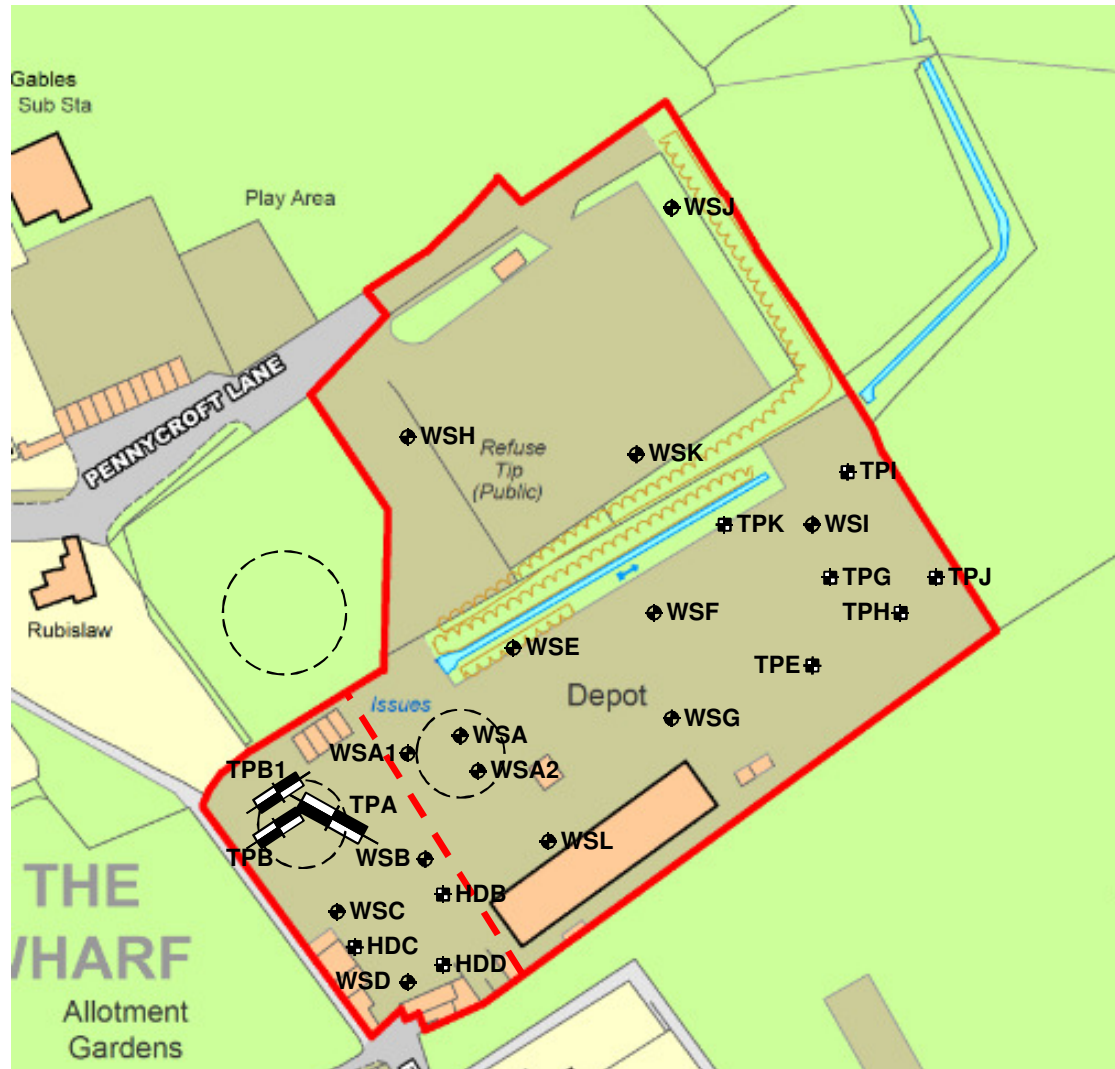 Gables
Sub Sta
Play Area
WSJ
PENNYCROFT LANE
WSH
Refuse
Tip
(Public)
WSK
TPI
TPK
WSI
TPG
TPJ
TPH
WSF
Rubislaw
WSE
TPE
Depot
Issues
WSG
WSA
WSA1
WSA2
TPB1
TPA
TPB
WSB
WSL
THE
WHARF
HDB
WSC
HDC
HDD
WSD
Allotment
Gardens